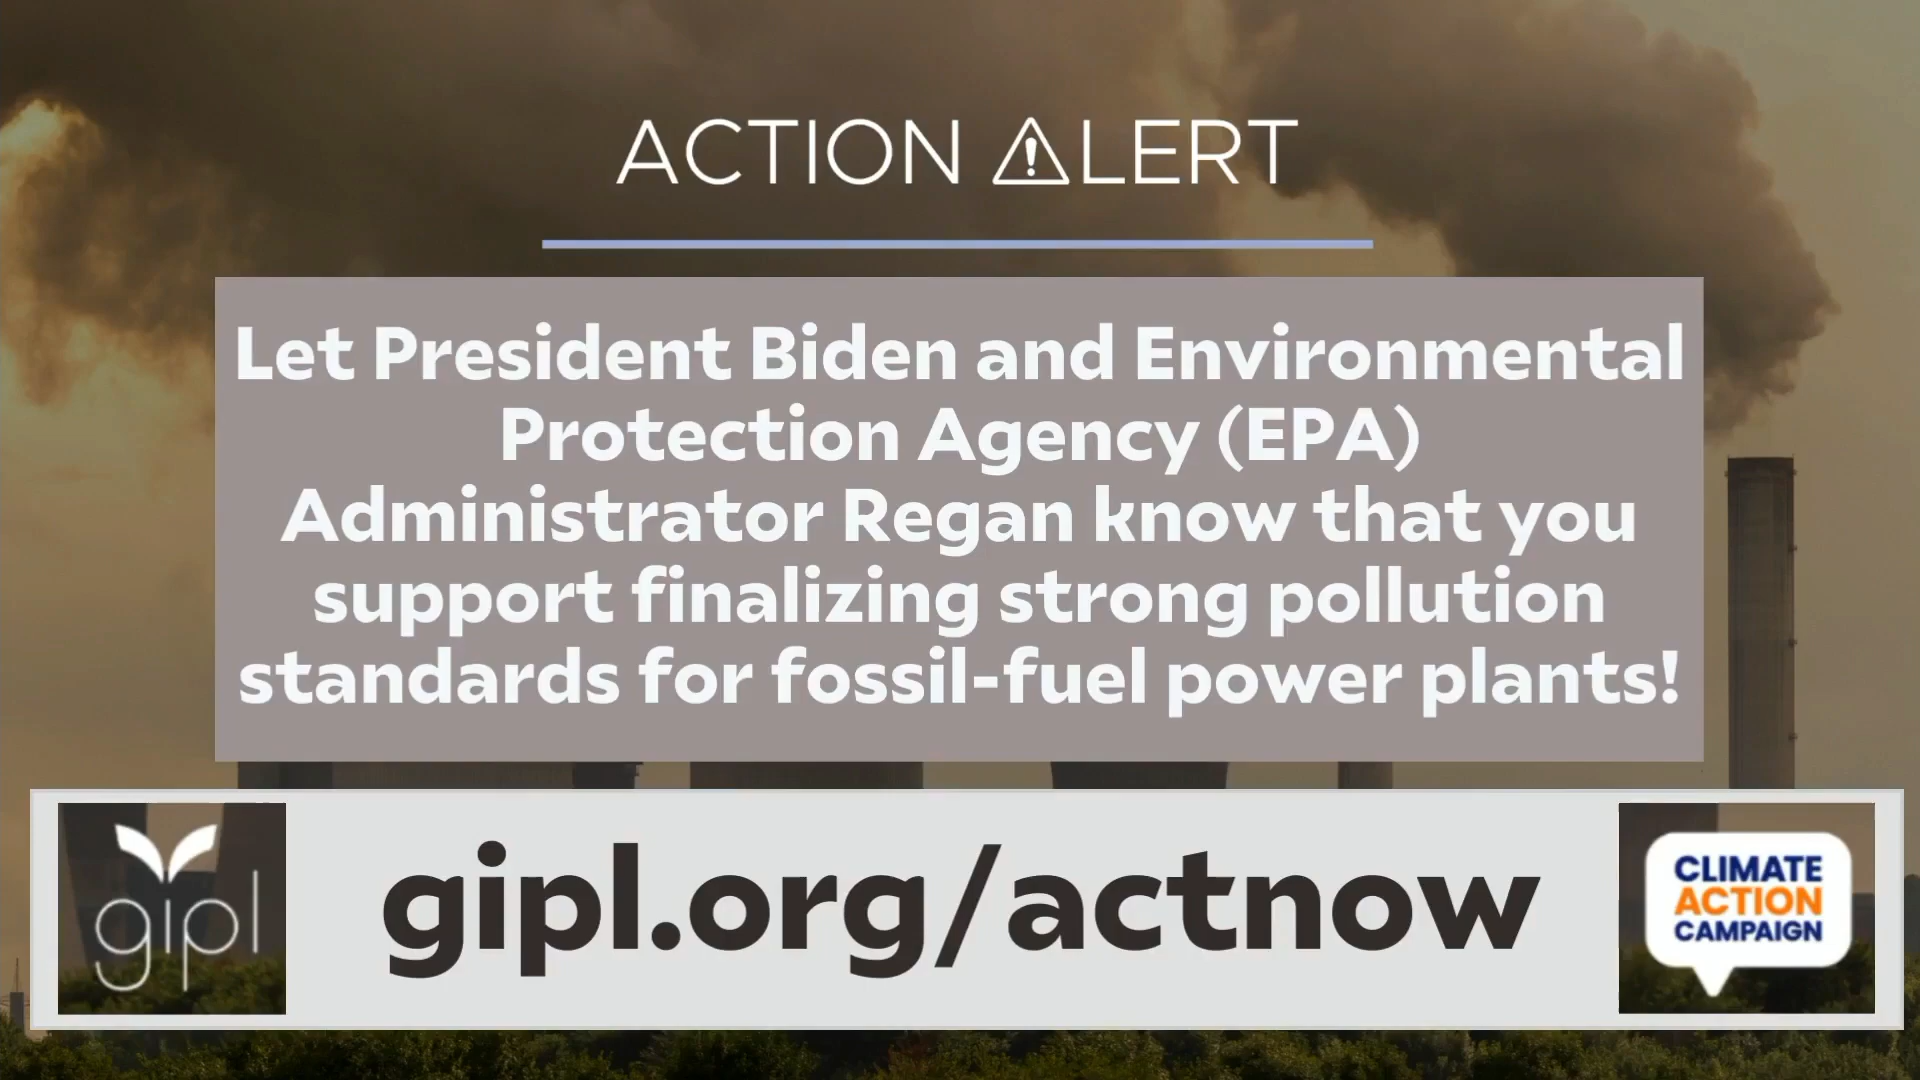 ACTION ALERT
Let President Biden and Environmental
Protection Agency (EPA)
Administrator Regan know that you
support finalizing strong pollution
standards for fossil-fuel power plants!
gipl
gipl.org/actnow
CLIMATE
ACTION
CAMPAIGN